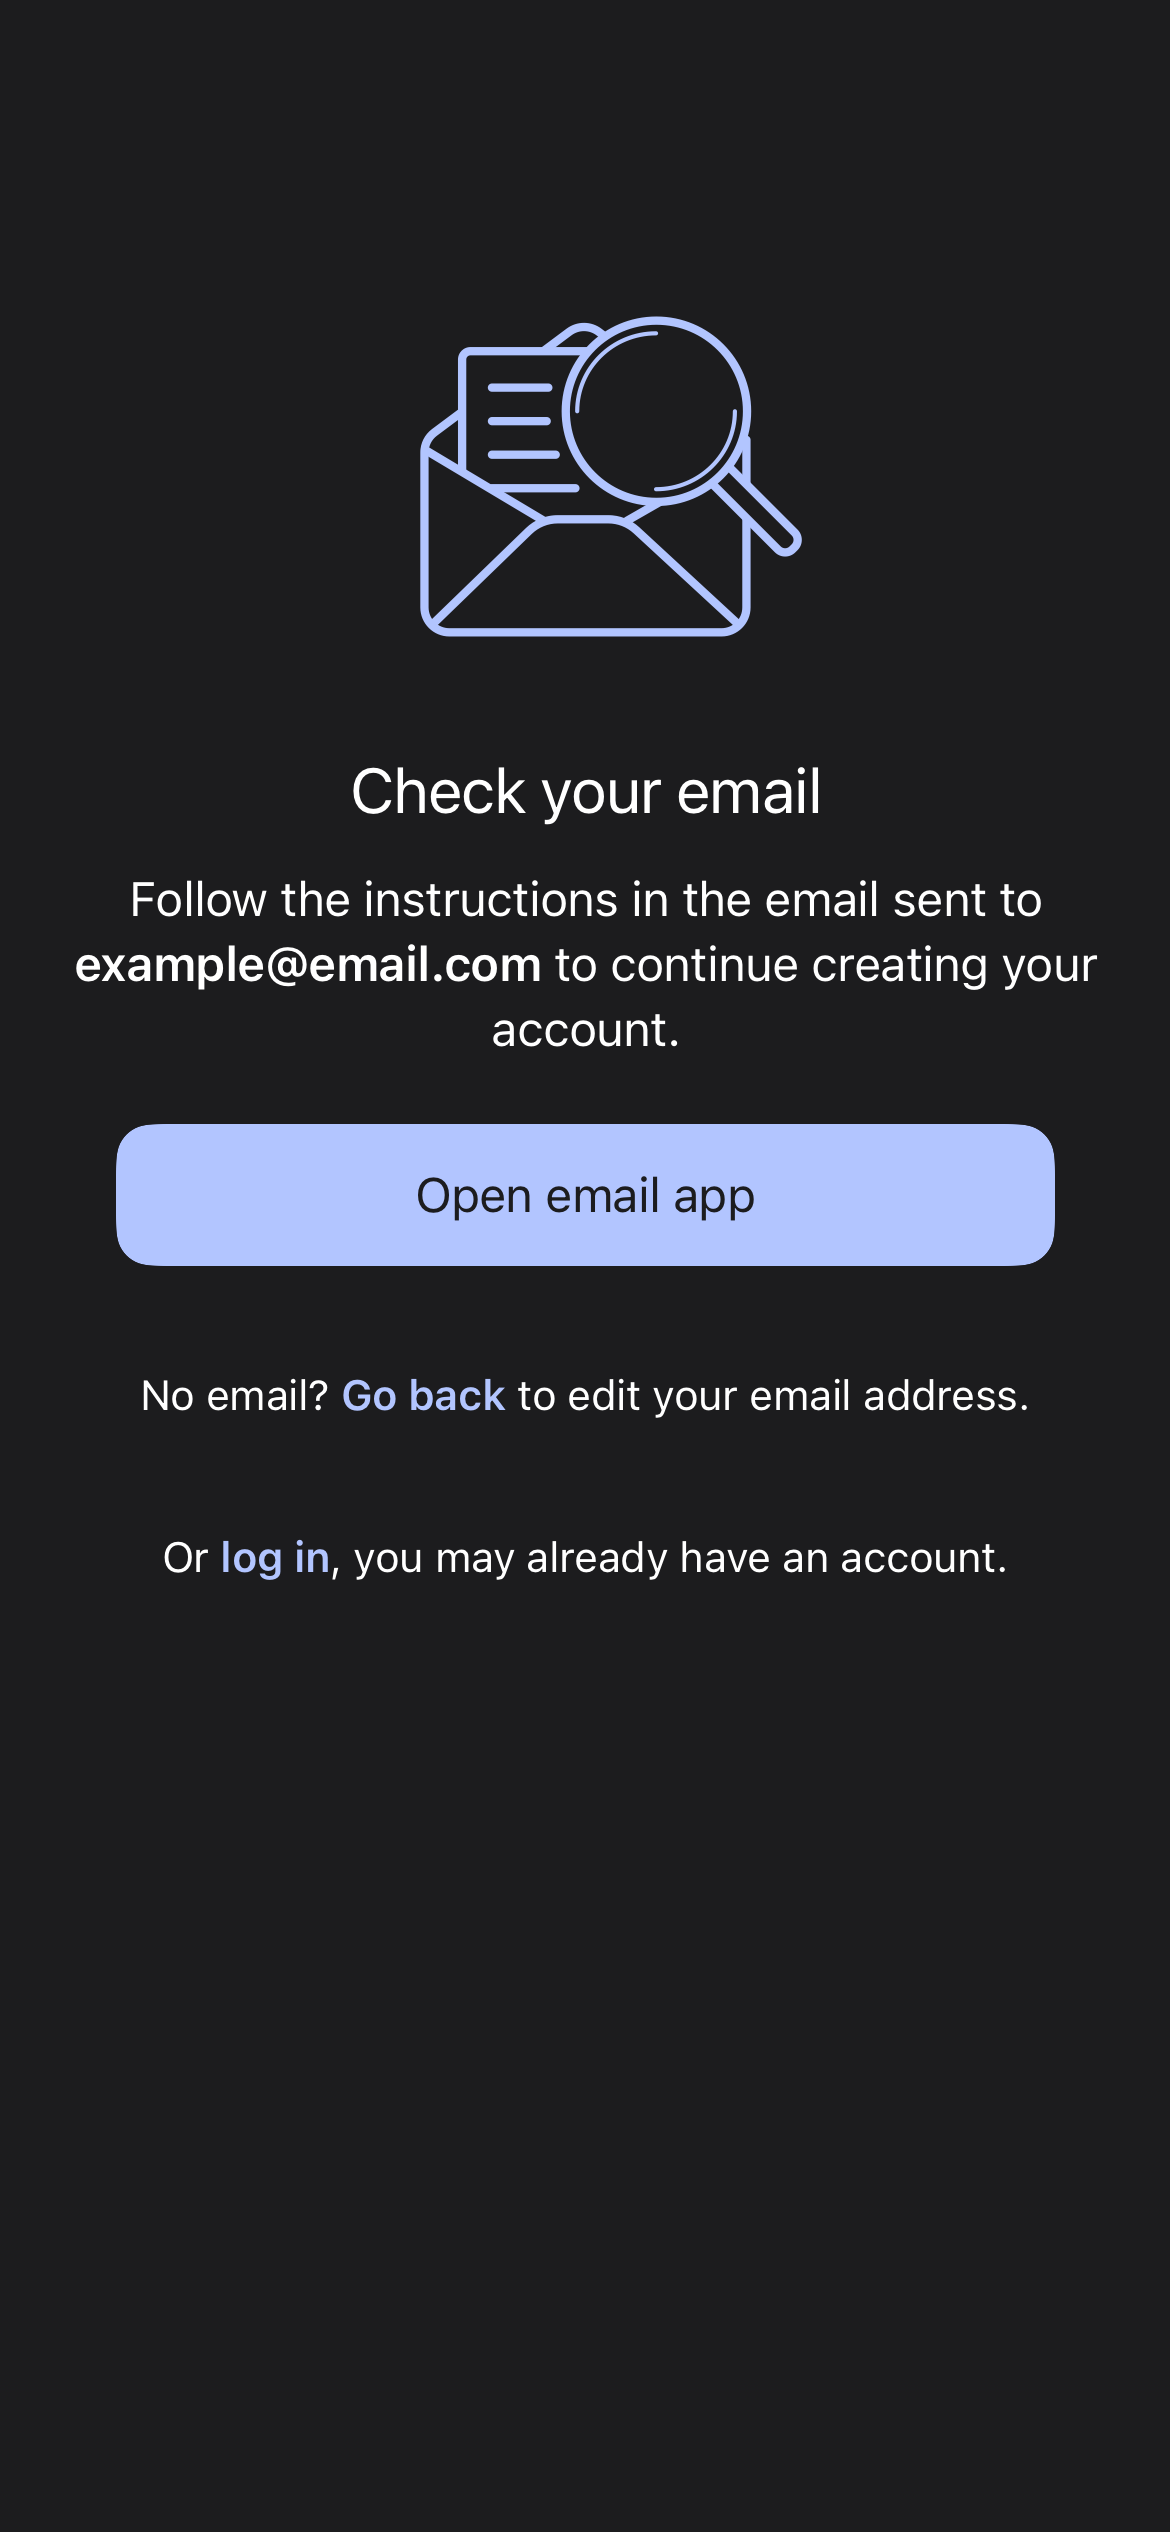 Check your email
Follow the instructions in the email sent to
example@email.com to continue creating your
account.
Open email app
No email? Go back to edit your email address.
Or log in, you may already have an account.